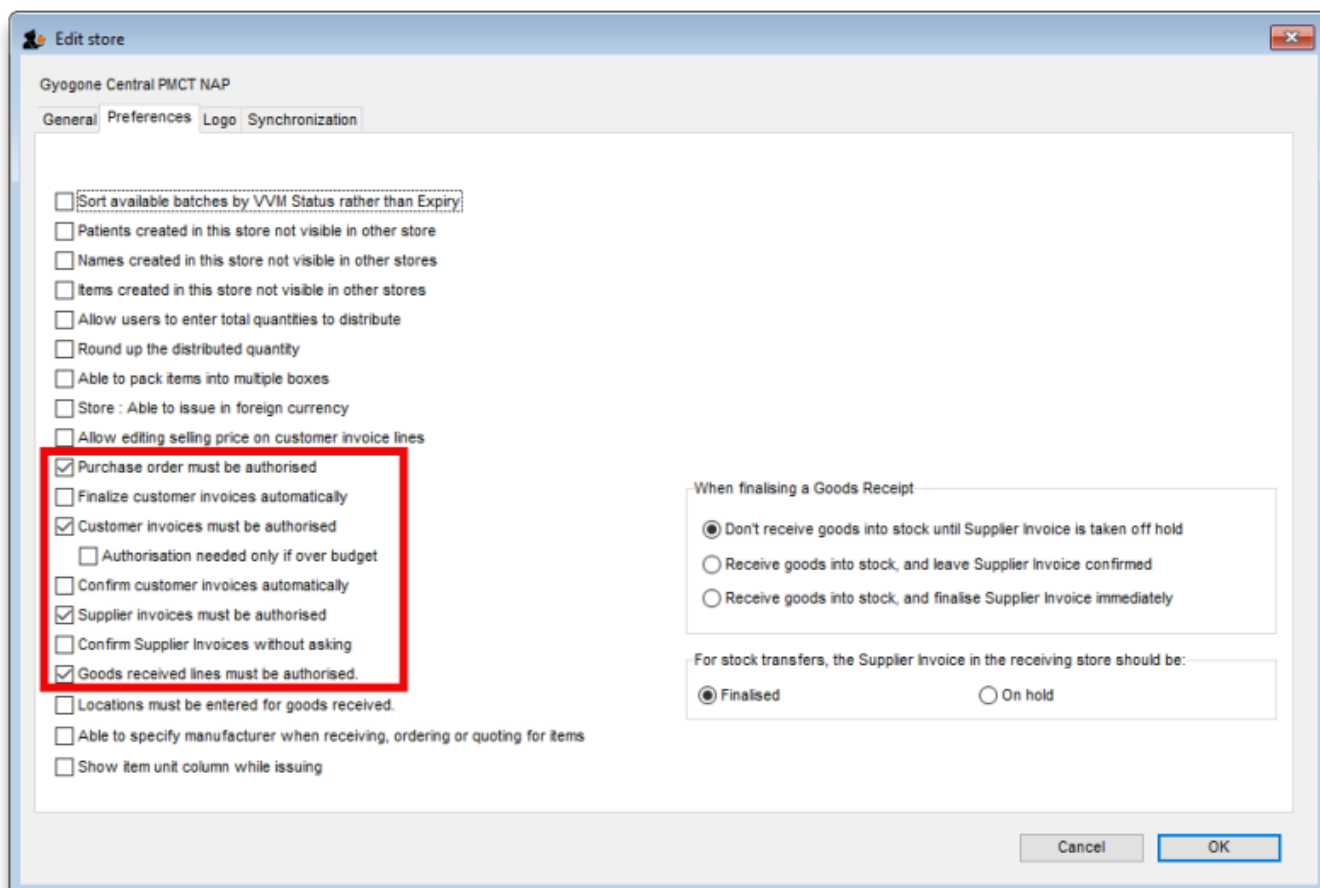 Edit store
Gyogone Central PMCT NAP
General Preferences Logo Synchronization
Sort available batches by VVM Status rather than Expiry
Patients created in this store not visible in other store
Names created in this store not visible in other stores
Items created in this store not visible in other stores
Allow users to enter total quantities to distribute
Round up the distributed quantity
Able to pack items into multiple boxes
Store : Able to issue in foreign currency
Allow editing selling price on customer invoice lines
Purchase order must be authorised
Finalize customer invoices automatically
Customer invoices must be authorised
Authorisation needed only if over budget
Confirm customer invoices automatically
Supplier invoices must be authorised
Confirm Supplier Invoices without asking
Goods received lines must be authorised.
Locations must be entered for goods received.
Able to specify manufacturer when receiving, ordering or quoting for items
Show item unit column while issuing
When finalising a Goods Receipt
Don't receive goods into stock until Supplier Invoice is taken off hold
Receive goods into stock, and leave Supplier Invoice confirmed
Receive goods into stock, and finalise Supplier Invoice immediately
For stock transfers, the Supplier Invoice in the receiving store should be:
Finalised On hold
Cancel OK